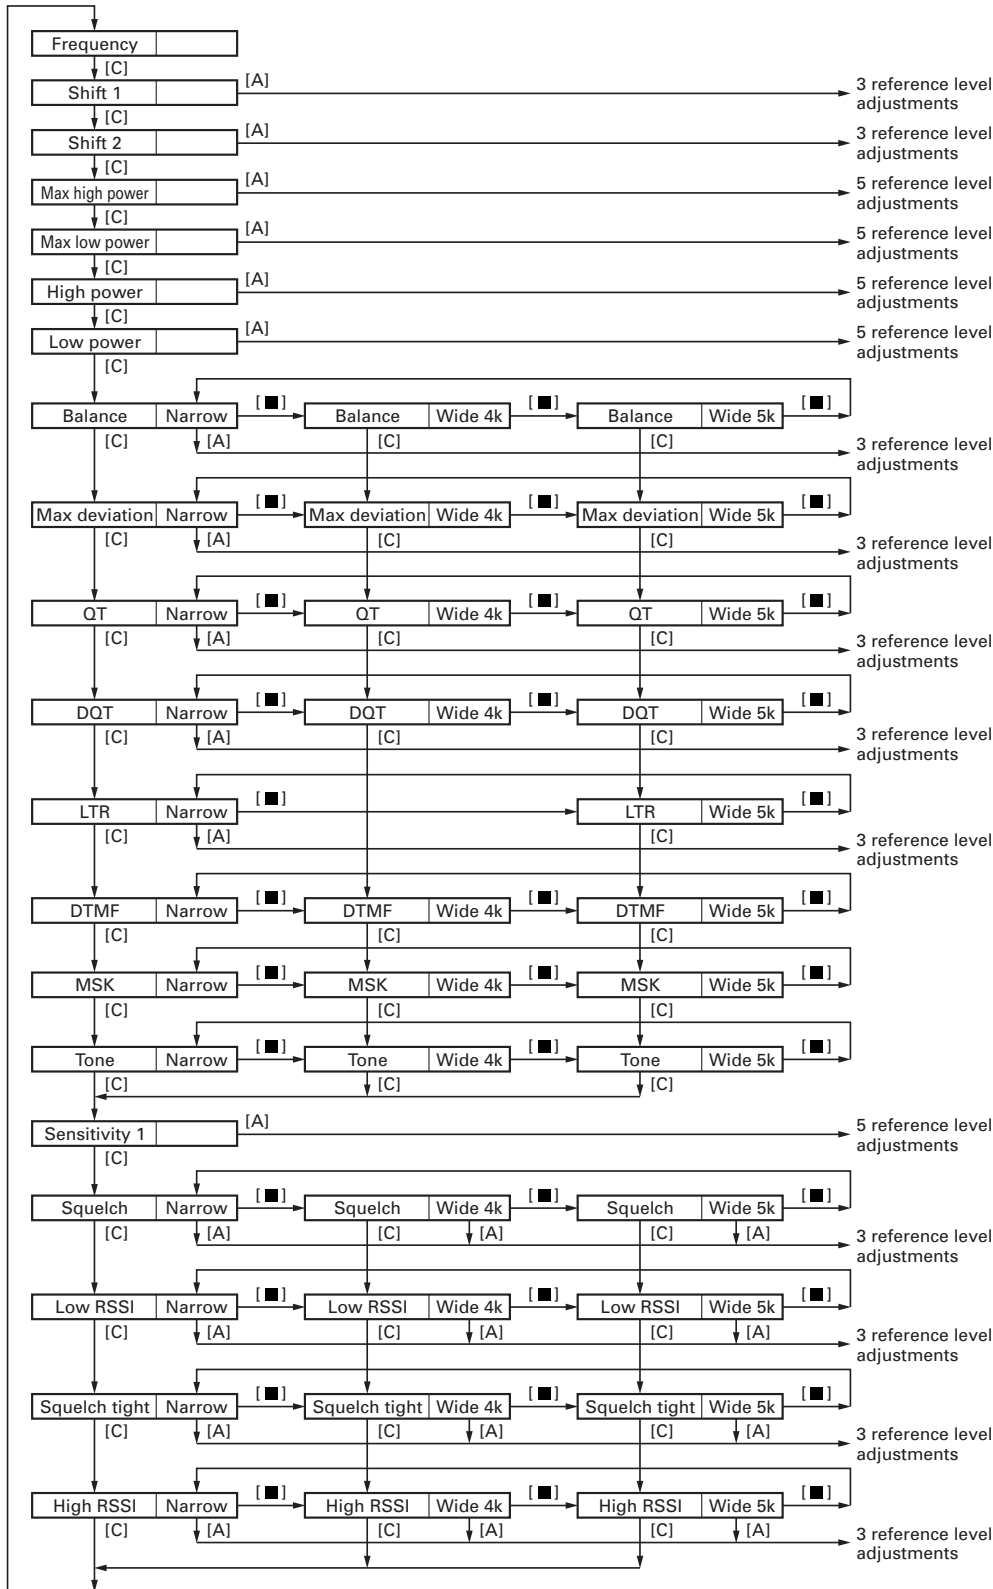 Frequency
[C]
Shift 1
[A]
3 reference level
adjustments
[C]
Shift 2
[A]
3 reference level
adjustments
[C]
Max high power
[A]
5 reference level
adjustments
[C]
Max low power
[A]
5 reference level
adjustments
[C]
High power
[A]
5 reference level
adjustments
[C]
Low power
[A]
5 reference level
adjustments
[C]
Balance Narrow [■] Balance Wide 4k [■] Balance Wide 5k [■]
[C] [A] [C] [C]
3 reference level
adjustments
Max deviation Narrow [■] Max deviation Wide 4k [■] Max deviation Wide 5k [■]
[C] [A] [C] [C]
3 reference level
adjustments
QT Narrow [■] QT Wide 4k [■] QT Wide 5k [■]
[C] [A] [C] [C]
3 reference level
adjustments
DQT Narrow [■] DQT Wide 4k [■] DQT Wide 5k [■]
[C] [A] [C] [C]
3 reference level
adjustments
LTR Narrow [■] LTR Wide 5k [■]
[C] [A] [C]
3 reference level
adjustments
DTMF Narrow [■] DTMF Wide 4k [■] DTMF Wide 5k [■]
[C] [C] [C]
MSK Narrow [■] MSK Wide 4k [■] MSK Wide 5k [■]
[C] [C] [C]
Tone Narrow [■] Tone Wide 4k [■] Tone Wide 5k [■]
[C] [C] [C]
Sensitivity 1
[A]
5 reference level
adjustments
[C]
Squelch Narrow [■] Squelch Wide 4k [■] Squelch Wide 5k [■]
[C] [A] [C] [A] [C] [A]
3 reference level
adjustments
Low RSSI Narrow [■] Low RSSI Wide 4k [■] Low RSSI Wide 5k [■]
[C] [A] [C] [A] [C] [A]
3 reference level
adjustments
Squelch tight Narrow [■] Squelch tight Wide 4k [■] Squelch tight Wide 5k [■]
[C] [A] [C] [A] [C] [A]
3 reference level
adjustments
High RSSI Narrow [■] High RSSI Wide 4k [■] High RSSI Wide 5k [■]
[C] [A] [C] [A] [C] [A]
3 reference level
adjustments